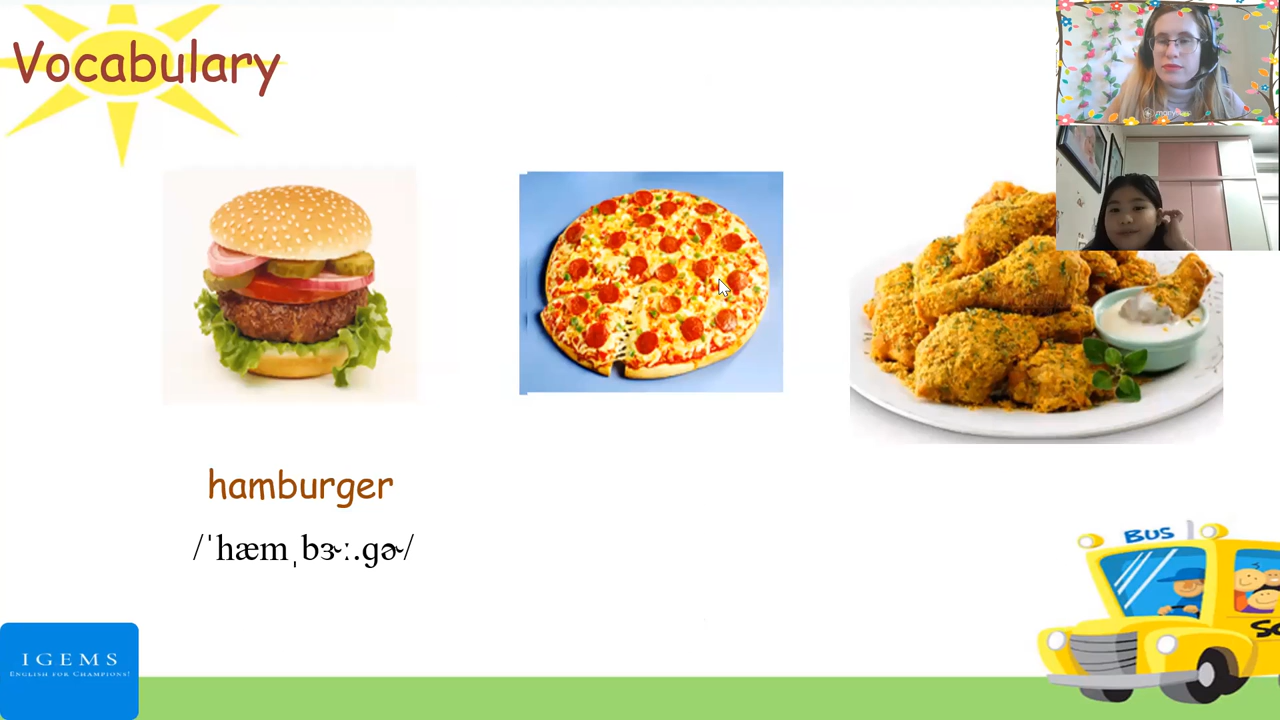 Vocabulary
hamburger
/ˈhæmˌbɝː.ɡɚ/
BUS
IGEMS
ENGLISH FOR CHAMPIONS!